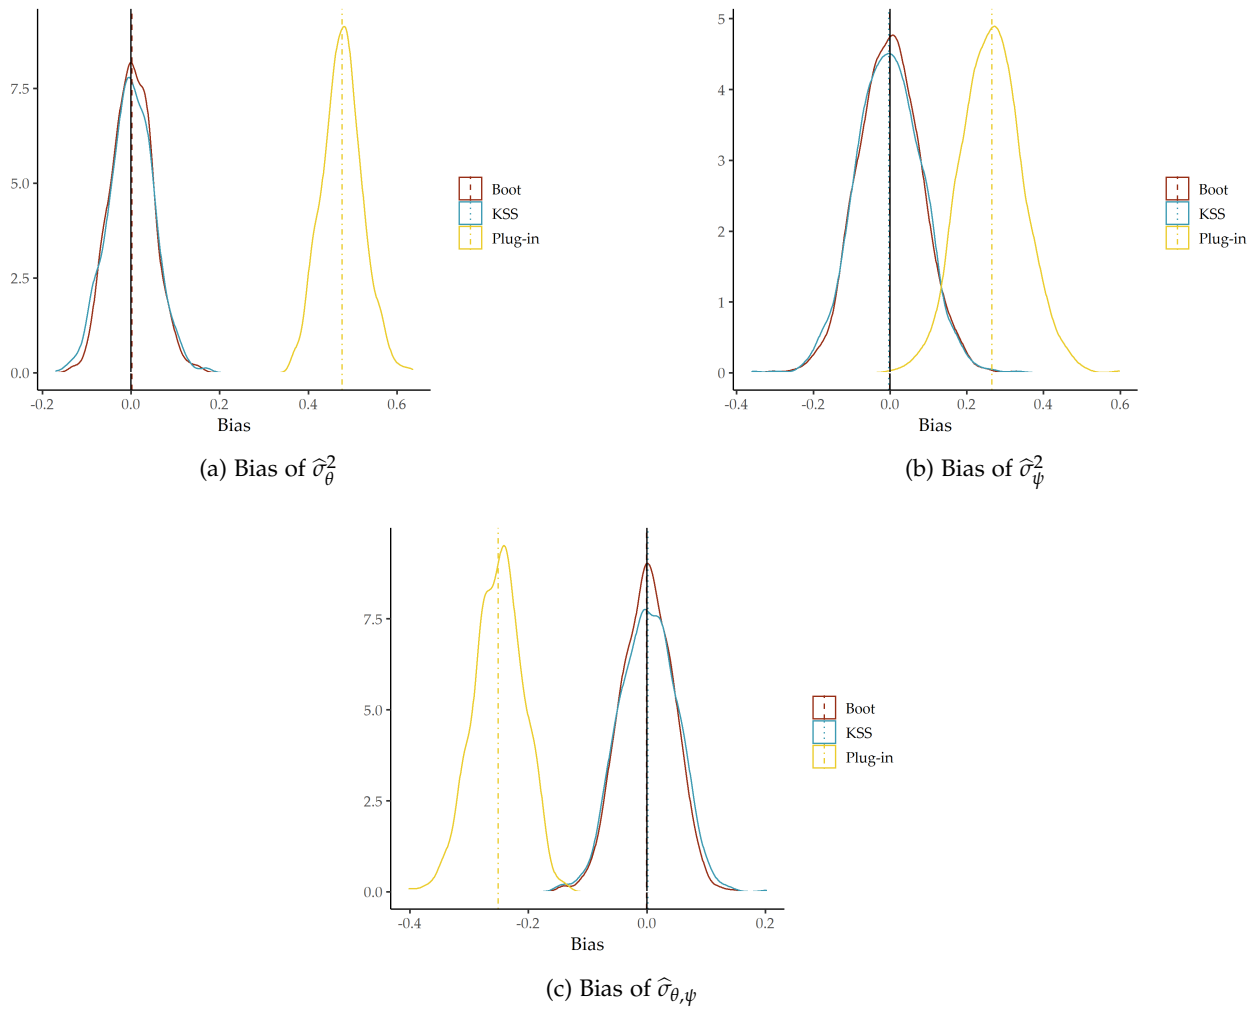 7.5
5.0
2.5
0.0
-0.2 0.0 0.2 0.4 0.6
Bias
Boot
KSS
Plug-in
(a) Bias of σ̂²_θ
5
4
3
2
1
0
-0.4 -0.2 0.0 0.2 0.4 0.6
Bias
Boot
KSS
Plug-in
(b) Bias of σ̂²_ψ
7.5
5.0
2.5
0.0
-0.4 -0.2 0.0 0.2
Bias
Boot
KSS
Plug-in
(c) Bias of σ̂_θ,ψ